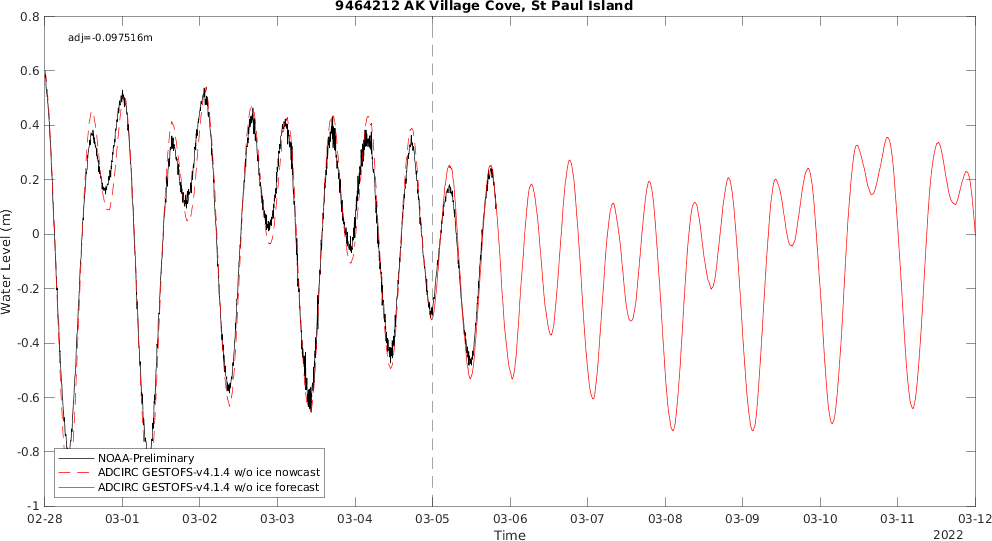 9464212 AK Village Cove, St Paul Island
adj=-0.097516m
0.8
0.6
0.4
0.2
0
-0.2
-0.4
-0.6
-0.8
-1
Water Level (m)
NOAA-Preliminary
ADCIRC GESTOFS-v4.1.4 w/o ice nowcast
ADCIRC GESTOFS-v4.1.4 w/o ice forecast
02-28 03-01 03-02 03-03 03-04 03-05 03-06 03-07 03-08 03-09 03-10 03-11 03-12
Time
2022